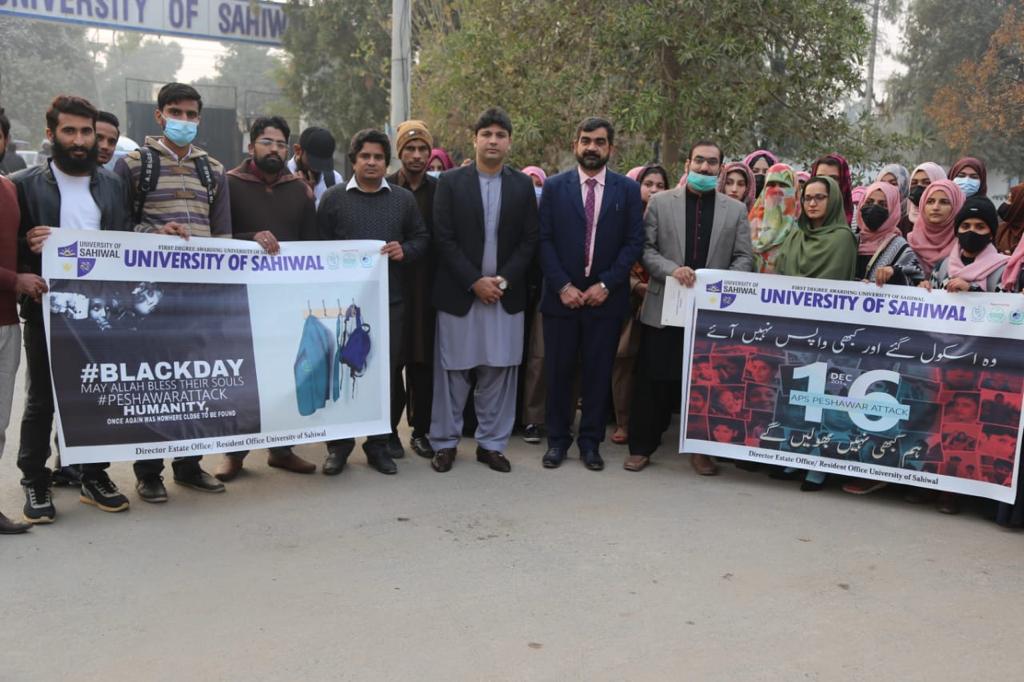 UNIVERSITY OF SAHIWAL
UNIVERSITY OF
SAHIWAL
FIRST DEGREE AWARDING UNIVERSITY OF SAHIWAL
UNIVERSITY OF SAHIWAL
#BLACKDAY
MAY ALLAH BLESS THEIR SOULS
#PESHAWARATTACK
HUMANITY,
ONCE AGAIN WAS NOWHERE CLOSE TO BE FOUND
Director Estate Office/ Resident Office University of Sahiwal
UNIVERSITY OF
SAHIWAL
FIRST DEGREE AWARDING UNIVERSITY OF SAHIWAL
UNIVERSITY OF SAHIWAL
وہ اسکول گئے اور کبھی واپس نہیں آئے
16
DEC
APS PESHAWAR ATTACK
ہم کبھی نہیں بھولیں گے
Director Estate Office/ Resident Office University of Sahiwal